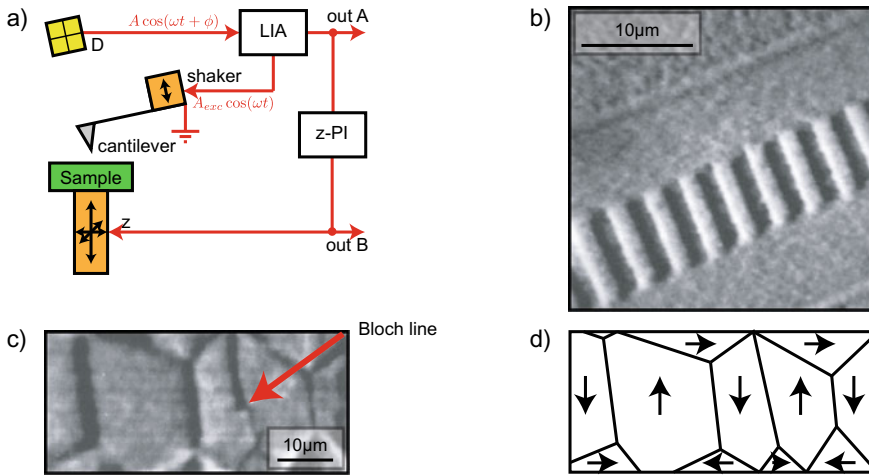 a)
D
A cos(ωt + ϕ)
LIA
out A
shaker
A_exc cos(ωt)
cantilever
z-PI
Sample
z
out B
b)
10µm
c)
Bloch line
10µm
d)